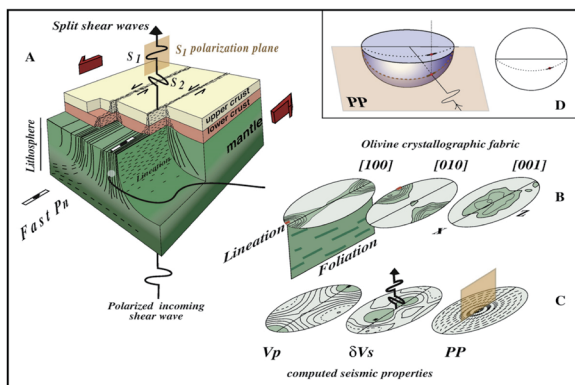 Split shear waves
A
S1
S1 polarization plane
S2
upper crust
lower crust
mantle
Lithosphere
Lineation
Fast Pn
Polarized incoming
shear wave
PP
D
Olivine crystallographic fabric
[100]
[010]
[001]
B
Lineation
Foliation
X
Z
C
Vp
δVs
PP
computed seismic properties